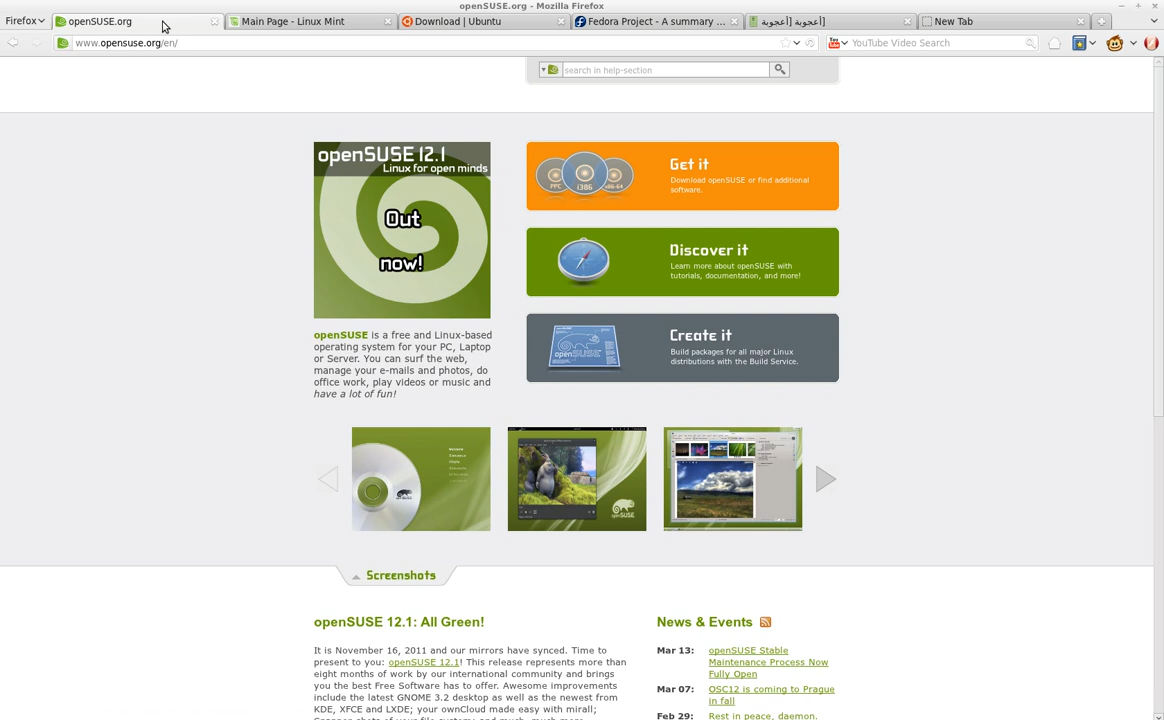 openSUSE.org - Mozilla Firefox
Firefox
openSUSE.org
Main Page - Linux Mint
Download | Ubuntu
Fedora Project - A summary ...
[أعجوبة [أعجوبة
New Tab
www.opensuse.org/en/
YouTube Video Search
search in help-section
openSUSE 12.1
Linux for open minds
Out
now!
Get it
Download openSUSE or find additional
software.
PPC
i386
x86-64
Discover it
Learn more about openSUSE with
tutorials, documentation, and more!
Create it
Build packages for all major Linux
distributions with the Build Service.
openSUSE is a free and Linux-based
operating system for your PC, Laptop
or Server. You can surf the web,
manage your e-mails and photos, do
office work, play videos or music and
have a lot of fun!
openSUSE
Screenshots
openSUSE 12.1: All Green!
It is November 16, 2011 and our mirrors have synced. Time to
present to you: openSUSE 12.1! This release represents more than
eight months of work by our international community and brings
you the best Free Software has to offer. Awesome improvements
include the latest GNOME 3.2 desktop as well as the newest from
KDE, XFCE and LXDE; your ownCloud made easy with mirall;
News & Events
Mar 13: openSUSE Stable
Maintenance Process Now
Fully Open
Mar 07: OSC12 is coming to Prague
in fall
Feb 29: Rest in peace, daemon.